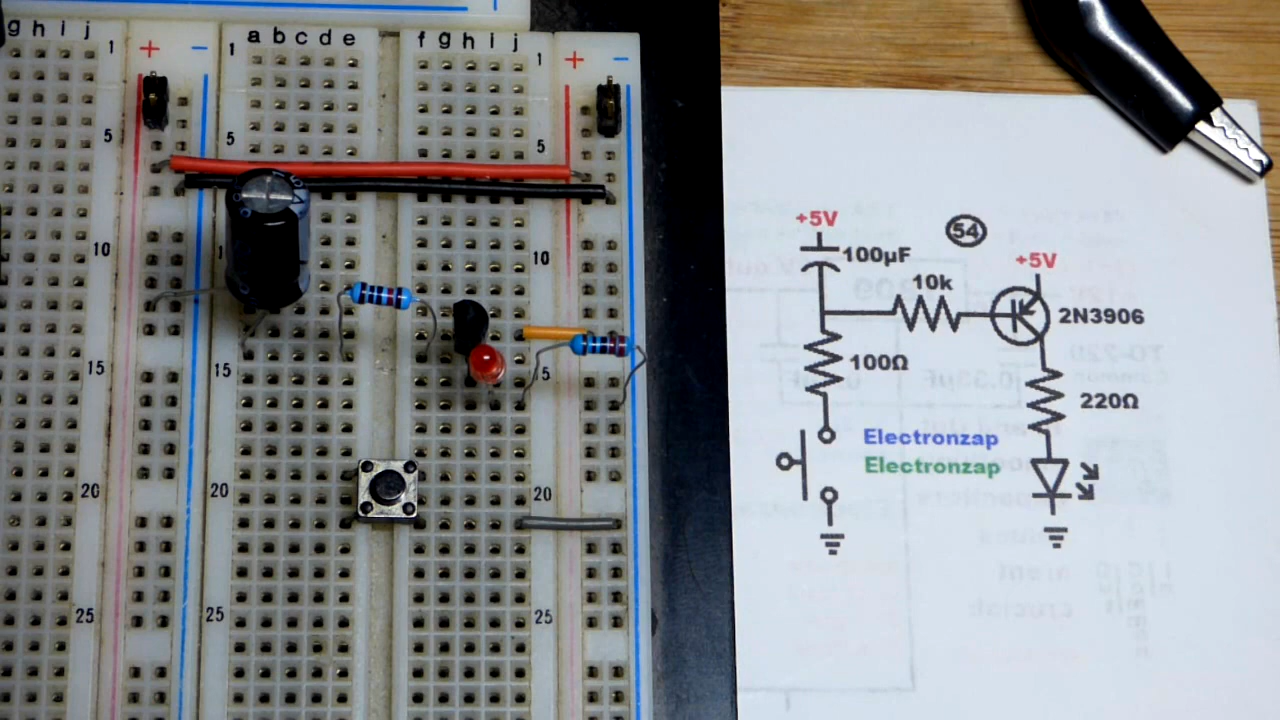 g h i j
+ −
a b c d e
f g h i j
+ −
1
1
1
5
5
5
10
10
15
15
5
20
20
20
25
25
25
54
+5V
100µF
10k
+5V
2N3906
100Ω
220Ω
Electronzap
Electronzap